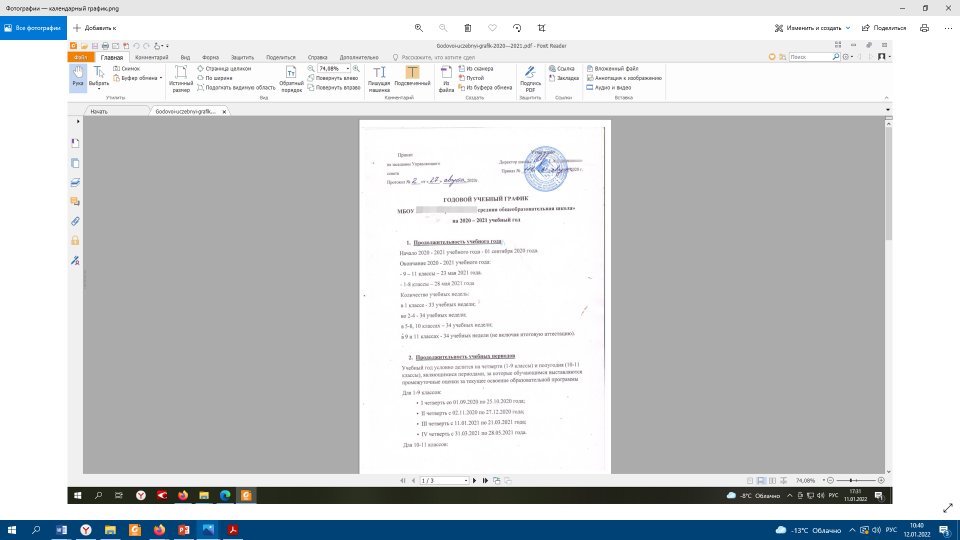 Фотографии — календарный график.png
Все фотографии
Добавить к
Изменить и создать
Поделиться
Godovoi-uczebnyi-grafik-2020---2021.pdf - Foxit Reader
Файл Главная Комментарий Вид Форма Защитить Поделиться Справка Дополнительно Расскажите, что хотите сдел Поиск
Рука
Выбрать
Снимок
Буфер обмена
Истинный размер
Страница целиком
По ширине
Подогнать видимую область
Обратный порядок
74,08%
Повернуть влево
Повернуть вправо
Пишущая машинка
Подсвеченный
Из файла
Из сканера
Пустой
Из буфера обмена
Подпись PDF
Ссылка
Закладка
Вложенный файл
Аннотация к изображению
Аудио и видео
Утилиты Вид Комментарий Создать Защитить Ссылки Вставка
Начать
Godovoi-uczebnyi-grafik...
Принят
на заседании Управляющего
совета
Протокол № 2 от « 27 » августа 2020г.
Директор школы
Приказ №
2020 г.
ГОДОВОЙ УЧЕБНЫЙ ГРАФИК
МБОУ средняя общеобразовательная школа»
на 2020 – 2021 учебный год
1. Продолжительность учебного года
Начало 2020 - 2021 учебного года - 01 сентября 2020 года
Окончание 2020 - 2021 учебного года:
- 9 – 11 классы – 23 мая 2021 года.
- 1-8 классы – 28 мая 2021 года
Количество учебных недель:
в 1 классе - 33 учебных недели;
во 2-4 - 34 учебных недели;
в 5-8, 10 классах – 34 учебных недели;
в 9 и 11 классах - 34 учебных недели (не включая итоговую аттестацию).
2. Продолжительность учебных периодов
Учебный год условно делится на четверти (1-9 классы) и полугодия (10-11
классы), являющимися периодами, за которые обучающимся выставляются
промежуточные оценки за текущее освоение образовательной программы
Для 1-9 классов:
• I четверть со 01.09.2020 по 25.10.2020 года;
• II четверть с 02.11.2020 по 27.12.2020 года;
• III четверть с 11.01.2021 по 21.03.2021 года;
• IV четверть с 31.03.2021 по 28.05.2021 года.
Для 10-11 классов:
1 / 3
74,08%
-8°C Облачно
РУС
17:31
11.01.2022
-13°C Облачно
РУС
10:40
12.01.2022